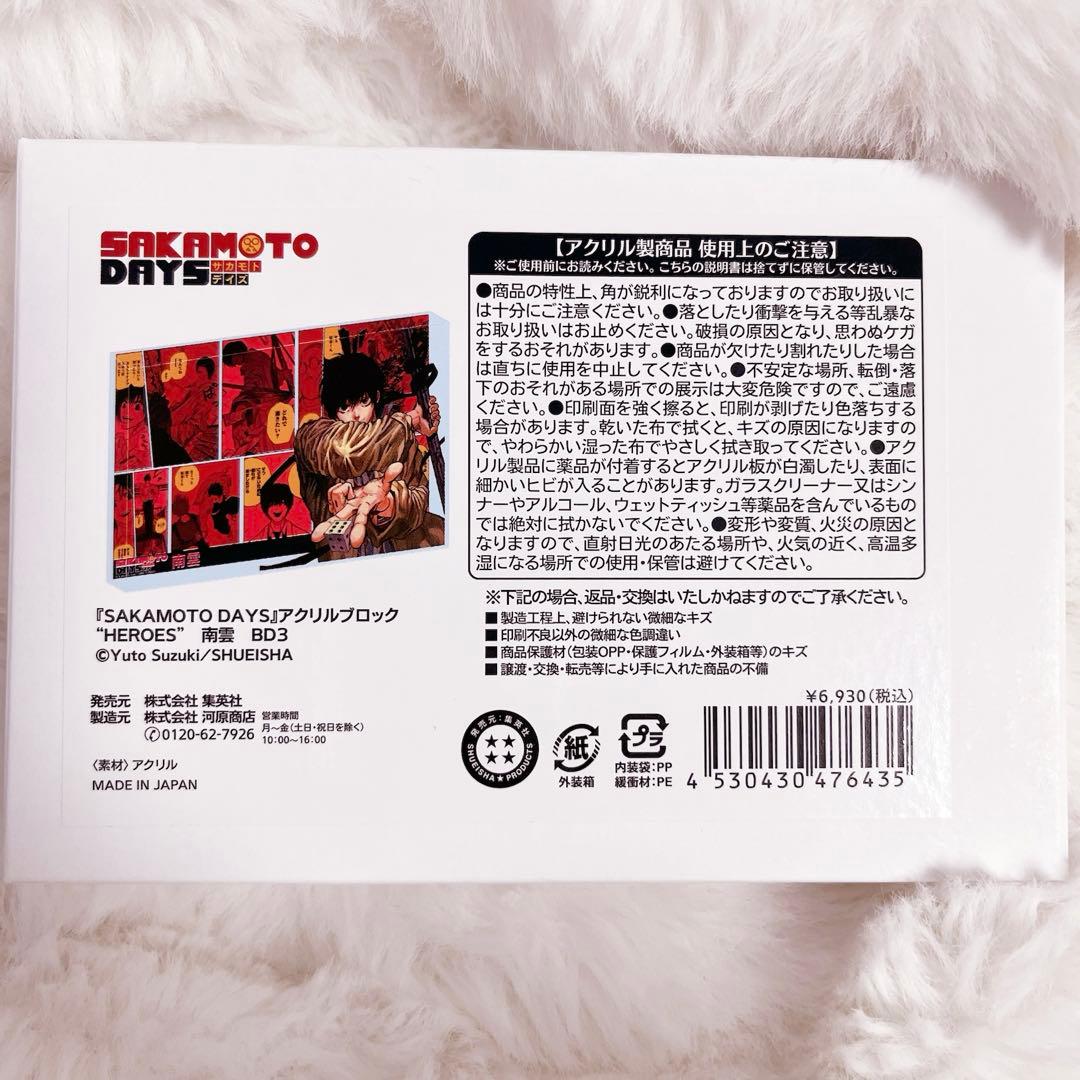 SAKAMOTO
DAYS サカモト
デイズ
どれで
暴きたい?
南雲
『SAKAMOTO DAYS』アクリルブロック
“HEROES” 南雲 BD3
©Yuto Suzuki/SHUEISHA
発売元 株式会社 集英社
製造元 株式会社 河原商店
0120-62-7926
営業時間
月～金(土日・祝日を除く)
10:00～16:00
〈素材〉アクリル
MADE IN JAPAN
【アクリル製商品 使用上のご注意】
※ご使用前にお読みください。こちらの説明書は捨てずに保管してください。
●商品の特性上、角が鋭利になっておりますのでお取り扱いに
は十分にご注意ください。●落としたり衝撃を与える等乱暴な
お取り扱いはお止めください。破損の原因となり、思わぬケガ
をするおそれがあります。●商品が欠けたり割れたりした場合
は直ちに使用を中止してください。●不安定な場所、転倒・落
下のおそれがある場所での展示は大変危険ですので、ご遠慮
ください。●印刷面を強く擦ると、印刷が剥げたり色落ちする
場合があります。乾いた布で拭くと、キズの原因になりますの
で、やわらかい湿った布でやさしく拭き取ってください。●アク
リル製品に薬品が付着するとアクリル板が白濁したり、表面に
細かいヒビが入ることがあります。ガラスクリーナー又はシン
ナーやアルコール、ウェットティッシュ等薬品を含んでいるもの
では絶対に拭かないでください。●変形や変質、火災の原因と
なりますので、直射日光のあたる場所や、火気の近く、高温多
湿になる場所での使用・保管は避けてください。
※下記の場合、返品・交換はいたしかねますのでご了承ください。
■ 製造工程上、避けられない微細なキズ
■ 印刷不良以外の微細な色調違い
■ 商品保護材(包装OPP・保護フィルム・外装箱等)のキズ
■ 譲渡・交換・転売等により手に入れた商品の不備
¥6,930(税込)
発売元:集英社
SHUEISHA★PRODUCTS
紙
外装箱
プラ
内装袋:PP
緩衝材:PE
4 530430 476435